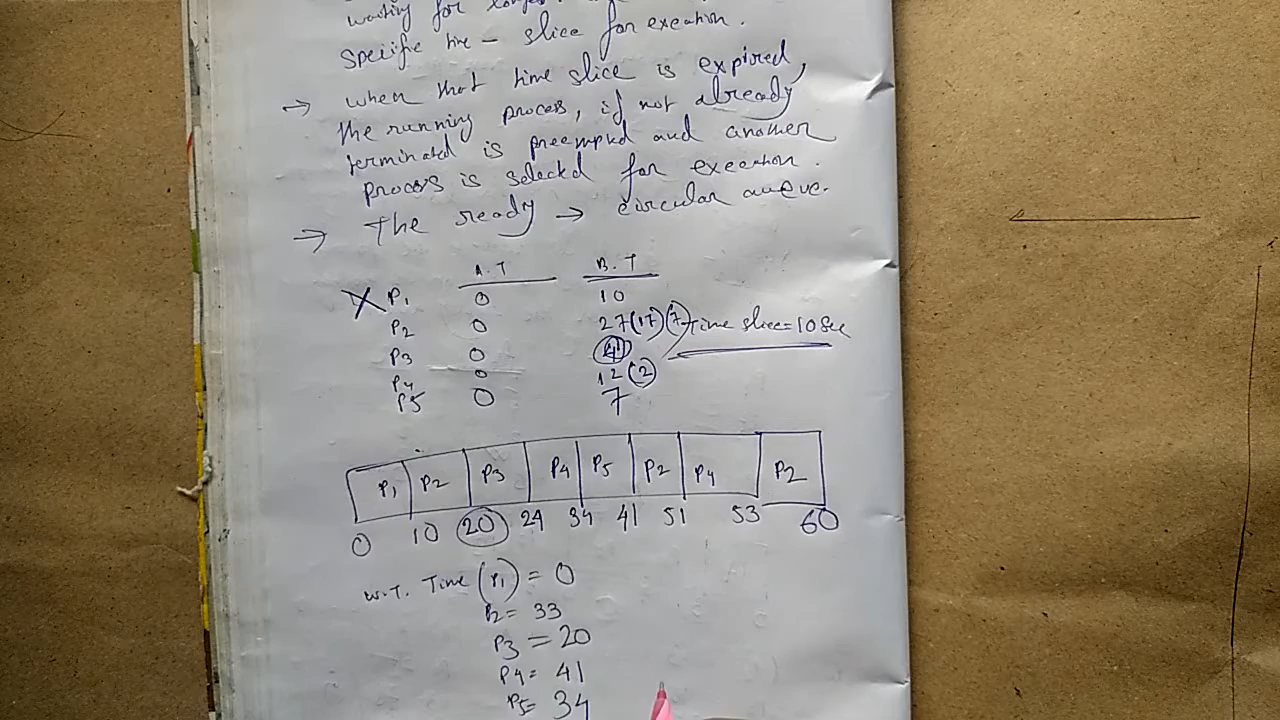 waiting for longer
specific time - slice for execution.
→ when that time slice is expired,
the running process, if not already
terminated is preempted and another
process is selected for execution.
→ The ready → circular queue.
A.T B.T
P1 0 10
P2 0 27(17)(7) Time slice=10sec
P3 0 4
P4 0 12 (2)
P5 0 7
P1 P2 P3 P4 P5 P2 P4 P2
0 10 20 24 34 41 51 53 60
w.T. Time (P1) = 0
P2= 33
P3 = 20
P4= 41
P5= 34